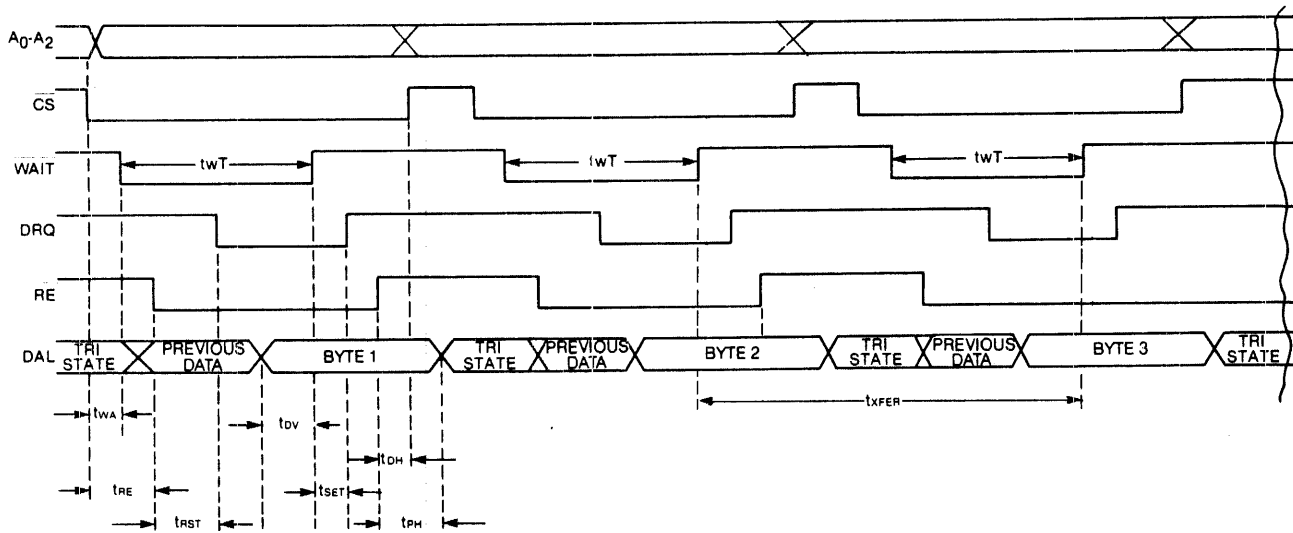 A0-A2
CS
WAIT tWT tWT tWT
DRQ
RE
DAL TRI STATE PREVIOUS DATA BYTE 1 TRI STATE PREVIOUS DATA BYTE 2 TRI STATE PREVIOUS DATA BYTE 3 TRI STATE
tWA tDV tXFER
tDH
tRE tSET
tRST tPH